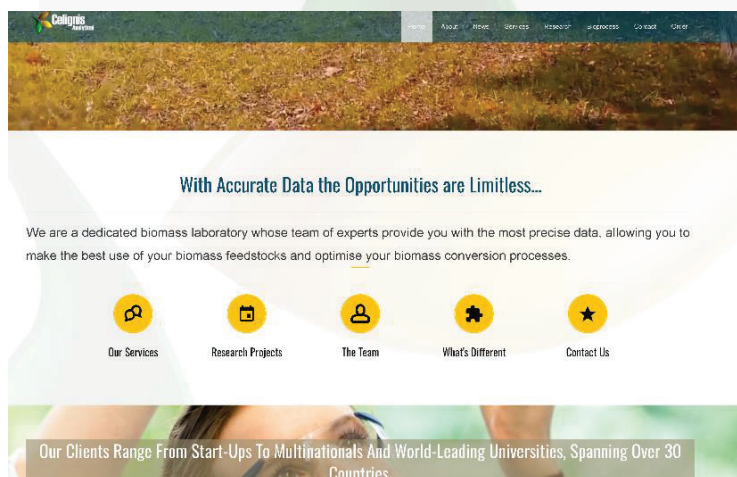 Celignis
Analytical
Home About News Services Research Bioprocess Contact Order
With Accurate Data the Opportunities are Limitless...
We are a dedicated biomass laboratory whose team of experts provide you with the most precise data, allowing you to
make the best use of your biomass feedstocks and optimise your biomass conversion processes.
Our Services Research Projects The Team What's Different Contact Us
Our Clients Range From Start-Ups To Multinationals And World-Leading Universities, Spanning Over 30
Countries